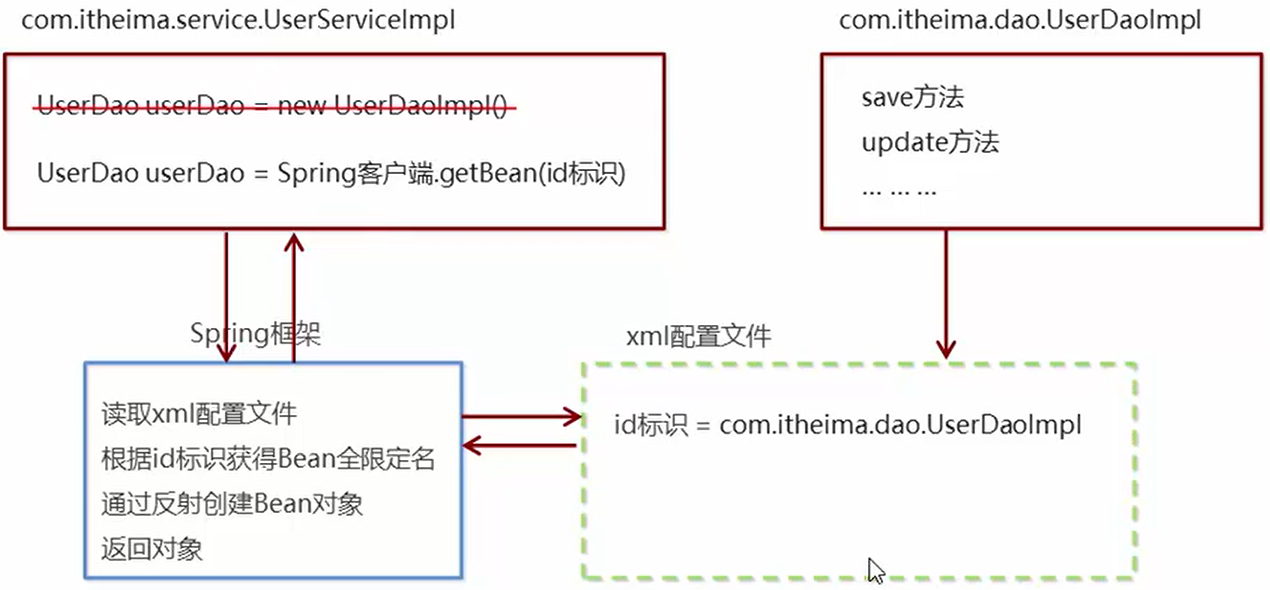 com.itheima.service.UserServiceImpl
com.itheima.dao.UserDaoImpl
UserDao userDao = new UserDaoImpl()
UserDao userDao = Spring客户端.getBean(id标识)
save方法
update方法
... ... ...
Spring框架
xml配置文件
读取xml配置文件
根据id标识获得Bean全限定名
通过反射创建Bean对象
返回对象
id标识 = com.itheima.dao.UserDaoImpl